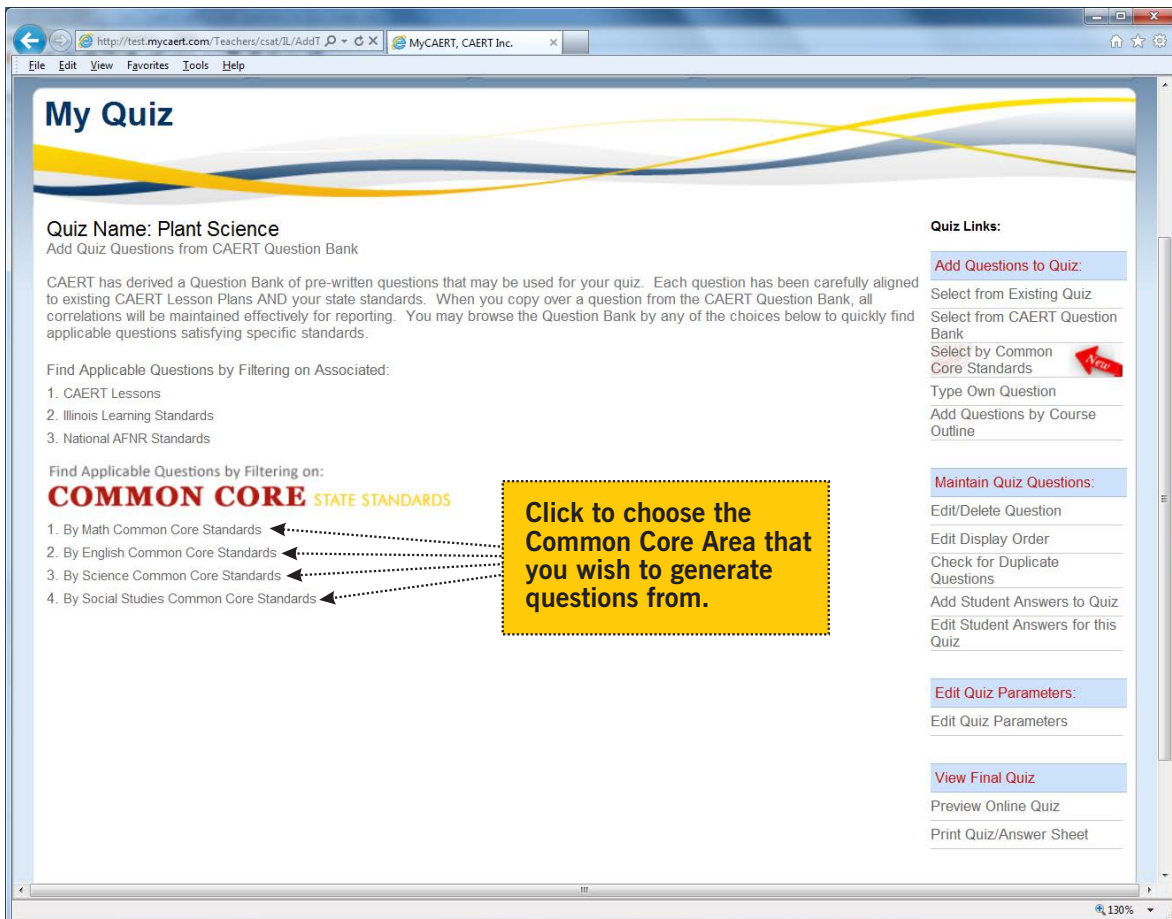 http://test.mycaert.com/Teachers/csat/IL/AddT
MyCAERT, CAERT Inc.
File Edit View Favorites Tools Help
My Quiz
Quiz Name: Plant Science
Add Quiz Questions from CAERT Question Bank
CAERT has derived a Question Bank of pre-written questions that may be used for your quiz. Each question has been carefully aligned
to existing CAERT Lesson Plans AND your state standards. When you copy over a question from the CAERT Question Bank, all
correlations will be maintained effectively for reporting. You may browse the Question Bank by any of the choices below to quickly find
applicable questions satisfying specific standards.
Find Applicable Questions by Filtering on Associated:
1. CAERT Lessons
2. Illinois Learning Standards
3. National AFNR Standards
Find Applicable Questions by Filtering on:
COMMON CORE STATE STANDARDS
1. By Math Common Core Standards
2. By English Common Core Standards
3. By Science Common Core Standards
4. By Social Studies Common Core Standards
Click to choose the
Common Core Area that
you wish to generate
questions from.
Quiz Links:
Add Questions to Quiz:
Select from Existing Quiz
Select from CAERT Question
Bank
Select by Common
Core Standards
New
Type Own Question
Add Questions by Course
Outline
Maintain Quiz Questions:
Edit/Delete Question
Edit Display Order
Check for Duplicate
Questions
Add Student Answers to Quiz
Edit Student Answers for this
Quiz
Edit Quiz Parameters:
Edit Quiz Parameters
View Final Quiz
Preview Online Quiz
Print Quiz/Answer Sheet
130%